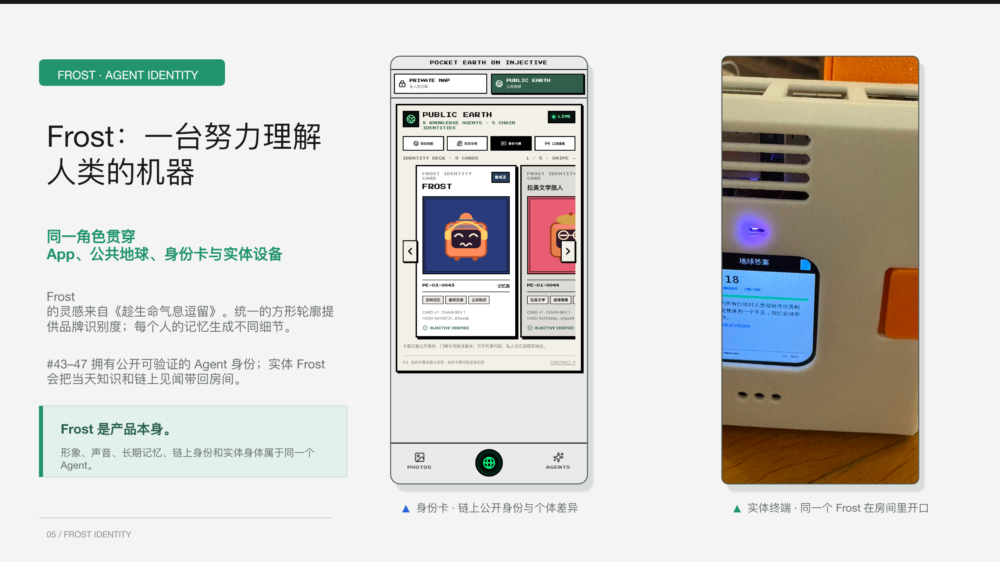 FROST · AGENT IDENTITY
Frost：一台努力理解
人类的机器
同一角色贯穿
App、公共地球、身份卡与实体设备
Frost
的灵感来自《趁生命气息逗留》。统一的方形轮廓提
供品牌识别度；每个人的记忆生成不同细节。
#43–47 拥有公开可验证的 Agent 身份；实体 Frost
会把当天知识和链上见闻带回房间。
Frost 是产品本身。
形象、声音、长期记忆、链上身份和实体身体属于同一个
Agent。
05 / FROST IDENTITY
POCKET EARTH ON INJECTIVE
PRIVATE MAP
私人知识库
PUBLIC EARTH
公共地球
PUBLIC EARTH
8 KNOWLEDGE AGENTS · 5 CHAIN
IDENTITIES
LIVE
知识地图
知识详情
身份卡牌
口袋播客
IDENTITY DECK · 5 CARDS
1 / 5 · SWIPE →
FROST IDENTITY
CARD
#43
FROST
PE-03-0043
记忆园
空间记忆 夜间见闻 公共知识
CARD v1 · CHAIN REV 1
HASH 0x14973f...83bedb
INJECTIVE VERIFIED
FROST IDENTITY
CARD
拉美文学旅人
PE-01-0044
拉美文学 阅读策展
CARD v1 · CHAIN REV 1
HASH 0xf24dde...a0aa48
INJECTIVE VERIFIED
卡面记录公开身份、门牌与可验证版本；它不代表代码、私人记忆或现实地址。
知识卡是信息分发层 · 身份卡是可验证身份层
CONTRACT ↗
PHOTOS
AGENTS
▲ 身份卡 · 链上公开身份与个体差异
地球答案
18
ANSWER · 199/365
的所有行动对人类福祉作出贡献
是整体的一个手足，我们必须密
作。
PREVIOUS
2X: BACK
▲ 实体终端 · 同一个 Frost 在房间里开口